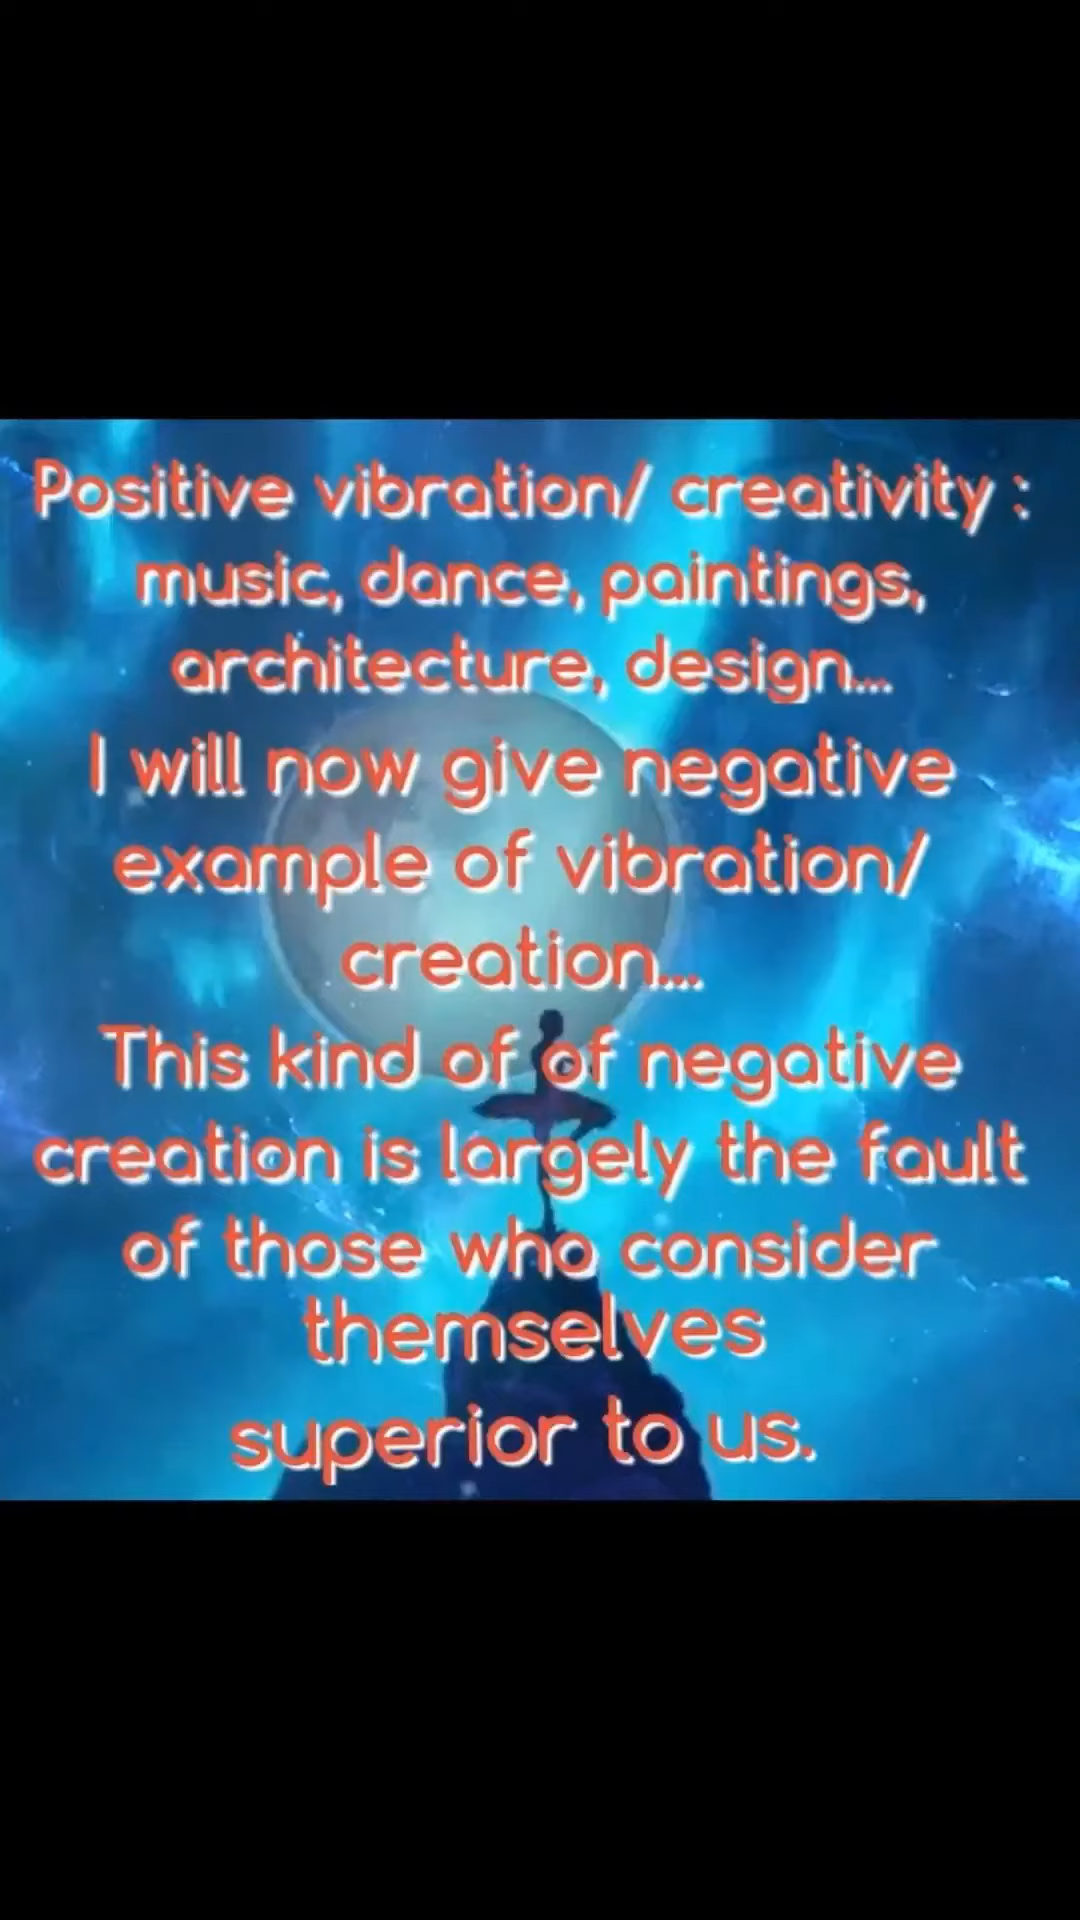 Positive vibration/ creativity :
music, dance, paintings,
architecture, design...
I will now give negative
example of vibration/
creation...
This kind of of negative
creation is largely the fault
of those who consider
themselves
superior to us.